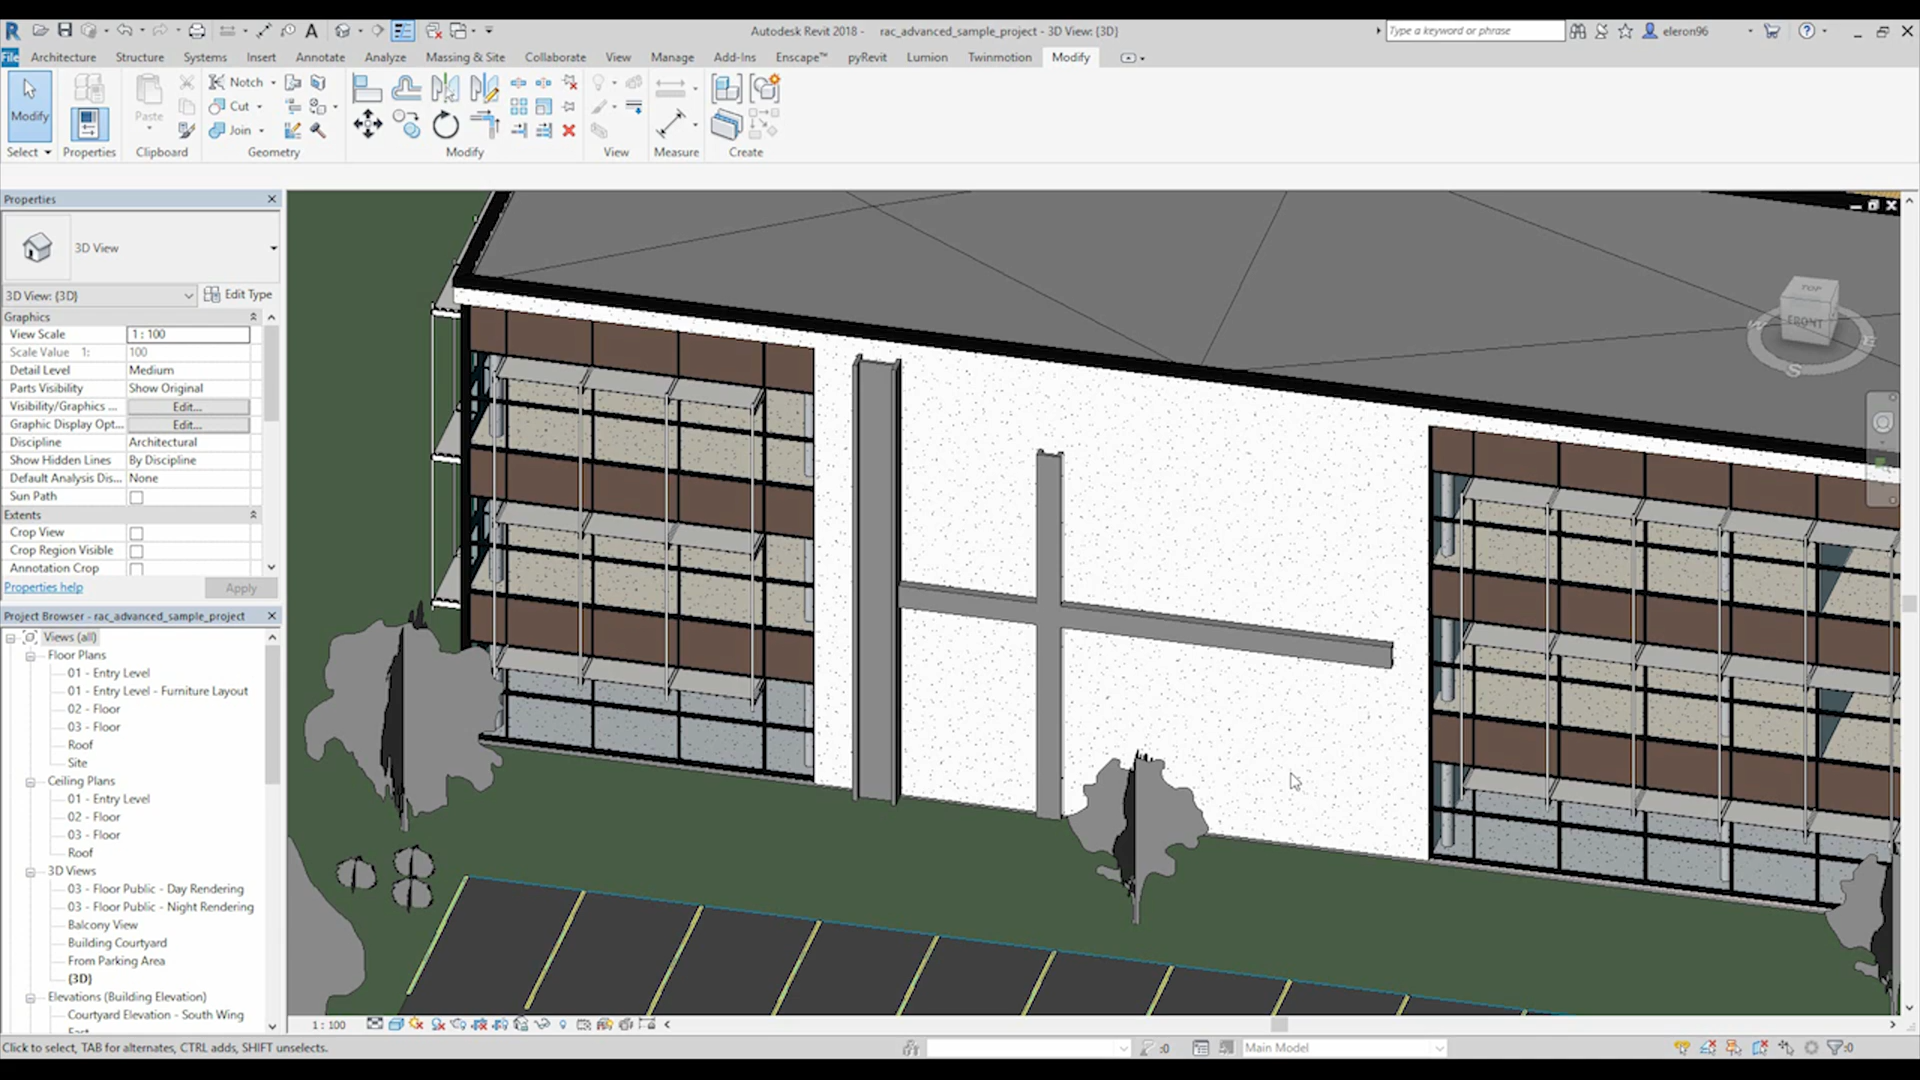 Autodesk Revit 2018 - rac_advanced_sample_project - 3D View: {3D}
Type a keyword or phrase
eleron96
File Architecture Structure Systems Insert Annotate Analyze Massing & Site Collaborate View Manage Add-Ins Enscape™ pyRevit Lumion Twinmotion Modify
Modify
Paste
Notch
Cut
Join
Select Properties Clipboard Geometry Modify View Measure Create
Properties
3D View
3D View: {3D}
Edit Type
Graphics
View Scale 1 : 100
Scale Value 1: 100
Detail Level Medium
Parts Visibility Show Original
Visibility/Graphics ... Edit...
Graphic Display Opt... Edit...
Discipline Architectural
Show Hidden Lines By Discipline
Default Analysis Dis... None
Sun Path
Extents
Crop View
Crop Region Visible
Annotation Crop
Properties help
Apply
Project Browser - rac_advanced_sample_project
Views (all)
Floor Plans
01 - Entry Level
01 - Entry Level - Furniture Layout
02 - Floor
03 - Floor
Roof
Site
Ceiling Plans
01 - Entry Level
02 - Floor
03 - Floor
Roof
3D Views
03 - Floor Public - Day Rendering
03 - Floor Public - Night Rendering
Balcony View
Building Courtyard
From Parking Area
{3D}
Elevations (Building Elevation)
Courtyard Elevation - South Wing
TOP
FRONT
W
E
S
1 : 100
Click to select, TAB for alternates, CTRL adds, SHIFT unselects.
:0
Main Model
:0